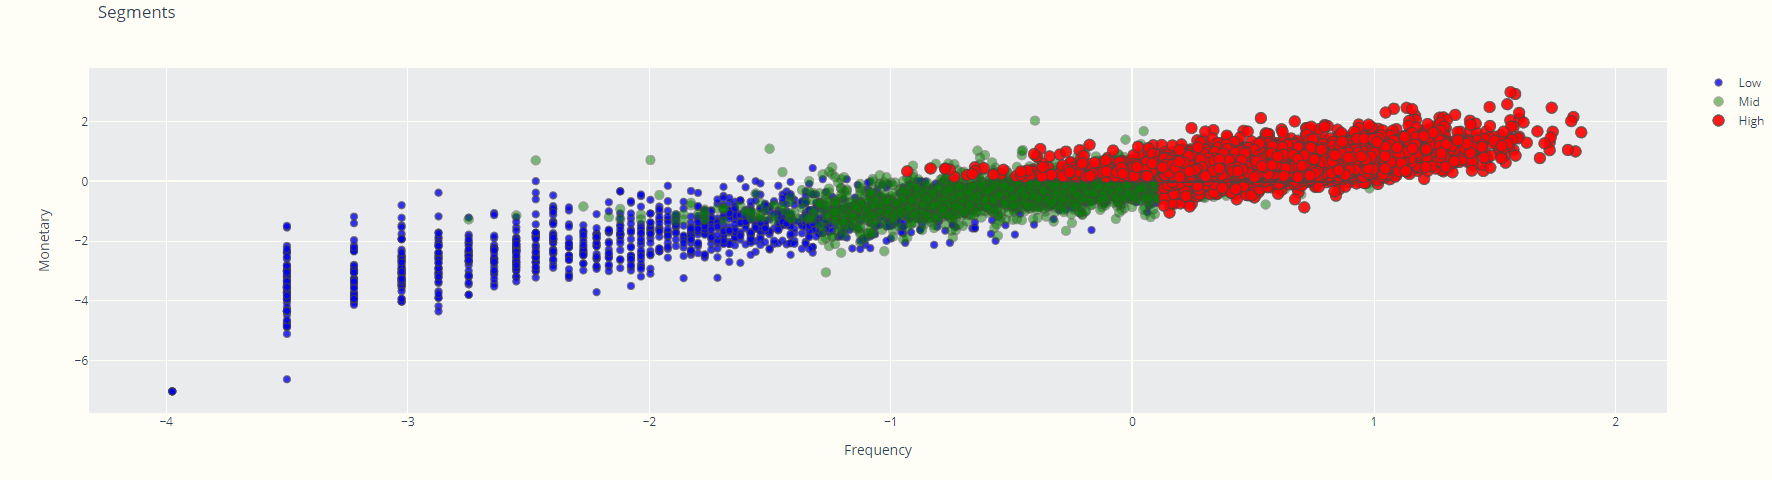 Segments
Low
Mid
High
2
0
−2
−4
−6
Monetary
−4
−3
−2
−1
0
1
2
Frequency